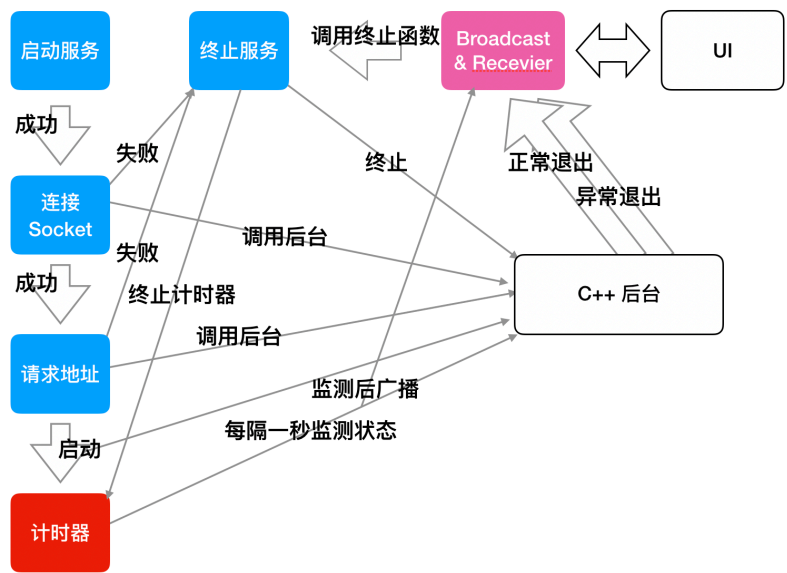 启动服务
终止服务
调用终止函数
Broadcast
& Recevier
UI
成功
失败
终止
正常退出
异常退出
连接
Socket
调用后台
失败
成功
终止计时器
C++ 后台
调用后台
请求地址
监测后广播
每隔一秒监测状态
启动
计时器